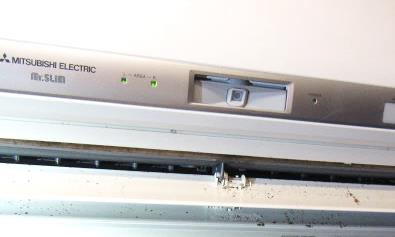 MITSUBISHI ELECTRIC
Mr.SLIM
L - AREA - R